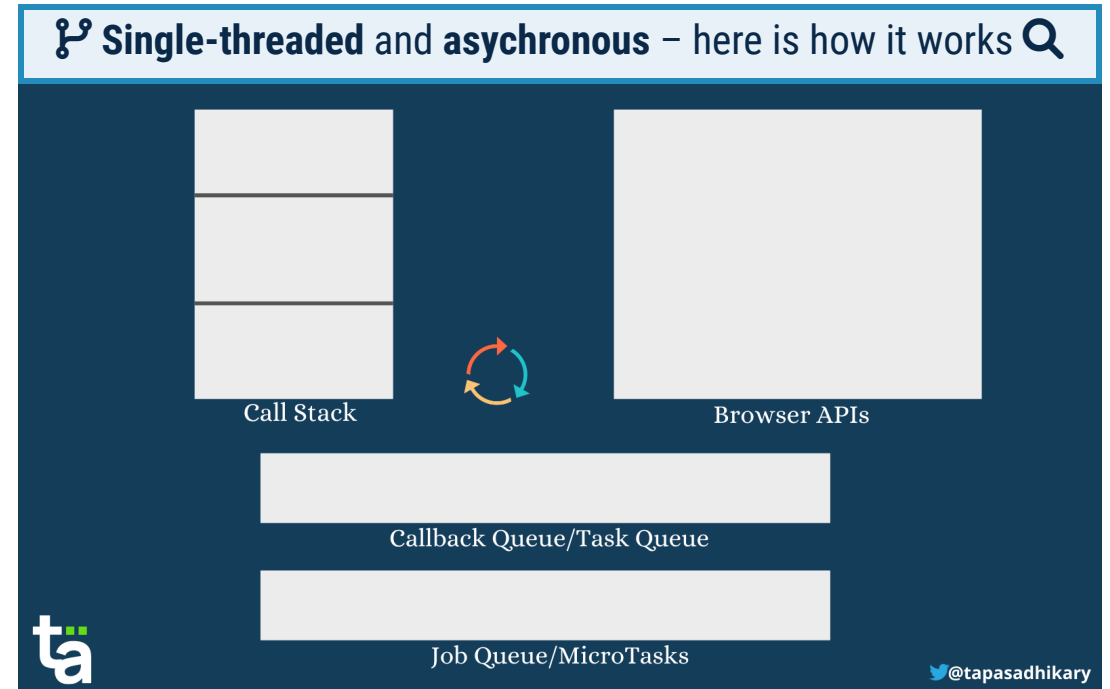 Single-threaded and asychronous – here is how it works
Call Stack
Browser APIs
Callback Queue/Task Queue
Job Queue/MicroTasks
tä
@tapasadhikary